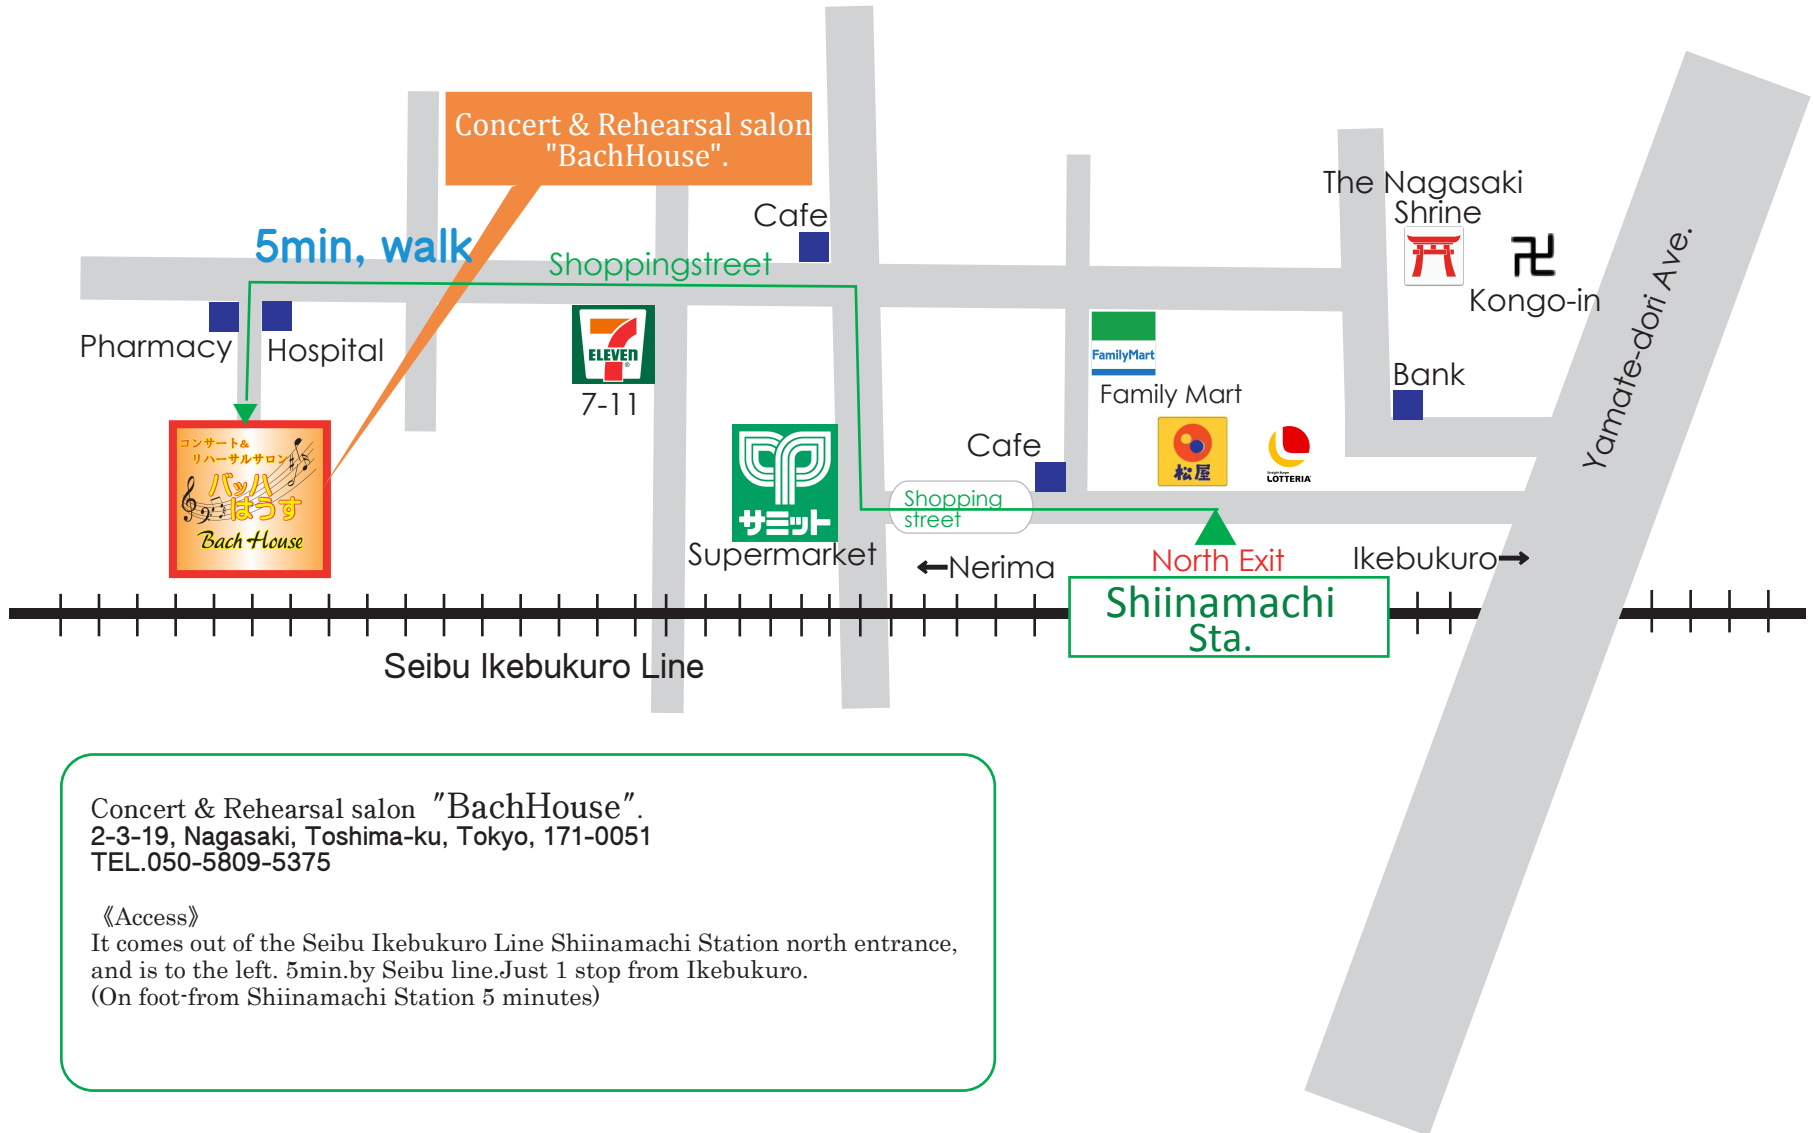 Concert & Rehearsal salon
"BachHouse".
The Nagasaki
Shrine
Cafe
5min, walk
Shoppingstreet
卍
Kongo-in
Yamate-dori Ave.
Pharmacy
Hospital
7
ELEVEN
7-11
FamilyMart
Family Mart
Bank
コンサート&
リハーサルサロン
バッハ
はうす
Bach House
サミット
Supermarket
Cafe
松屋
Straight Burger
LOTTERIA
Shopping
street
←Nerima
North Exit
Ikebukuro→
Shiinamachi
Sta.
Seibu Ikebukuro Line
Concert & Rehearsal salon "BachHouse".
2-3-19, Nagasaki, Toshima-ku, Tokyo, 171-0051
TEL.050-5809-5375
《Access》
It comes out of the Seibu Ikebukuro Line Shiinamachi Station north entrance,
and is to the left. 5min.by Seibu line.Just 1 stop from Ikebukuro.
(On foot-from Shiinamachi Station 5 minutes)